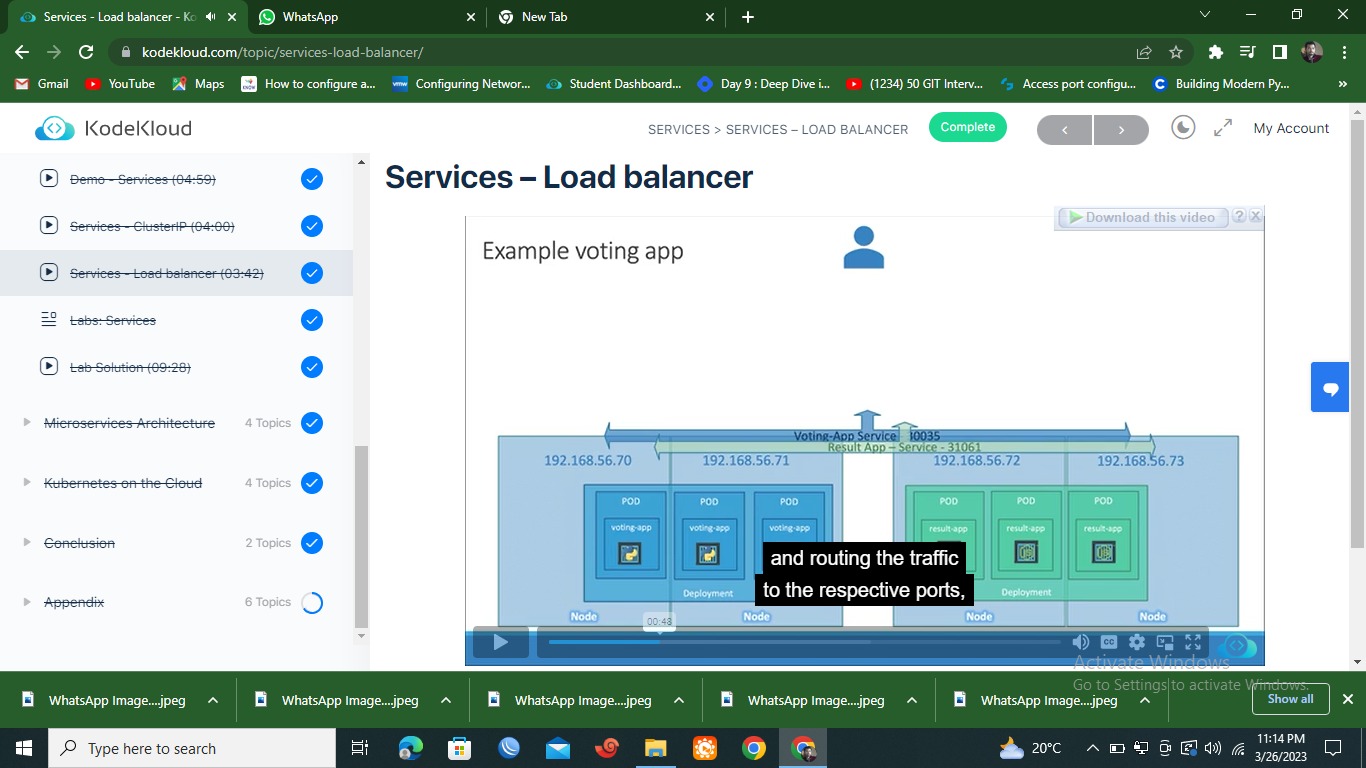 Services - Load balancer - Ko
WhatsApp
New Tab
kodekloud.com/topic/services-load-balancer/
Gmail
YouTube
Maps
How to configure a...
Configuring Networ...
Student Dashboard...
Day 9 : Deep Dive i...
(1234) 50 GIT Interv...
Access port configu...
Building Modern Py...
»
KodeKloud
SERVICES > SERVICES – LOAD BALANCER
Complete
My Account
Demo - Services (04:59)
Services - ClusterIP (04:00)
Services - Load balancer (03:42)
Labs: Services
Lab Solution (09:28)
Microservices Architecture 4 Topics
Kubernetes on the Cloud 4 Topics
Conclusion 2 Topics
Appendix 6 Topics
Services – Load balancer
Download this video ? X
Example voting app
Voting-App Service 30035
Result App – Service - 31061
192.168.56.70 192.168.56.71 192.168.56.72 192.168.56.73
POD POD POD POD POD POD
voting-app voting-app voting-app result-app result-app result-app
and routing the traffic
to the respective ports,
Deployment Deployment
Node Node Node Node
00:48
CC
Activate Windows
Go to Settings to activate Windows.
WhatsApp Image....jpeg
WhatsApp Image....jpeg
WhatsApp Image....jpeg
WhatsApp Image....jpeg
WhatsApp Image....jpeg
Show all
Type here to search
20°C
11:14 PM
3/26/2023